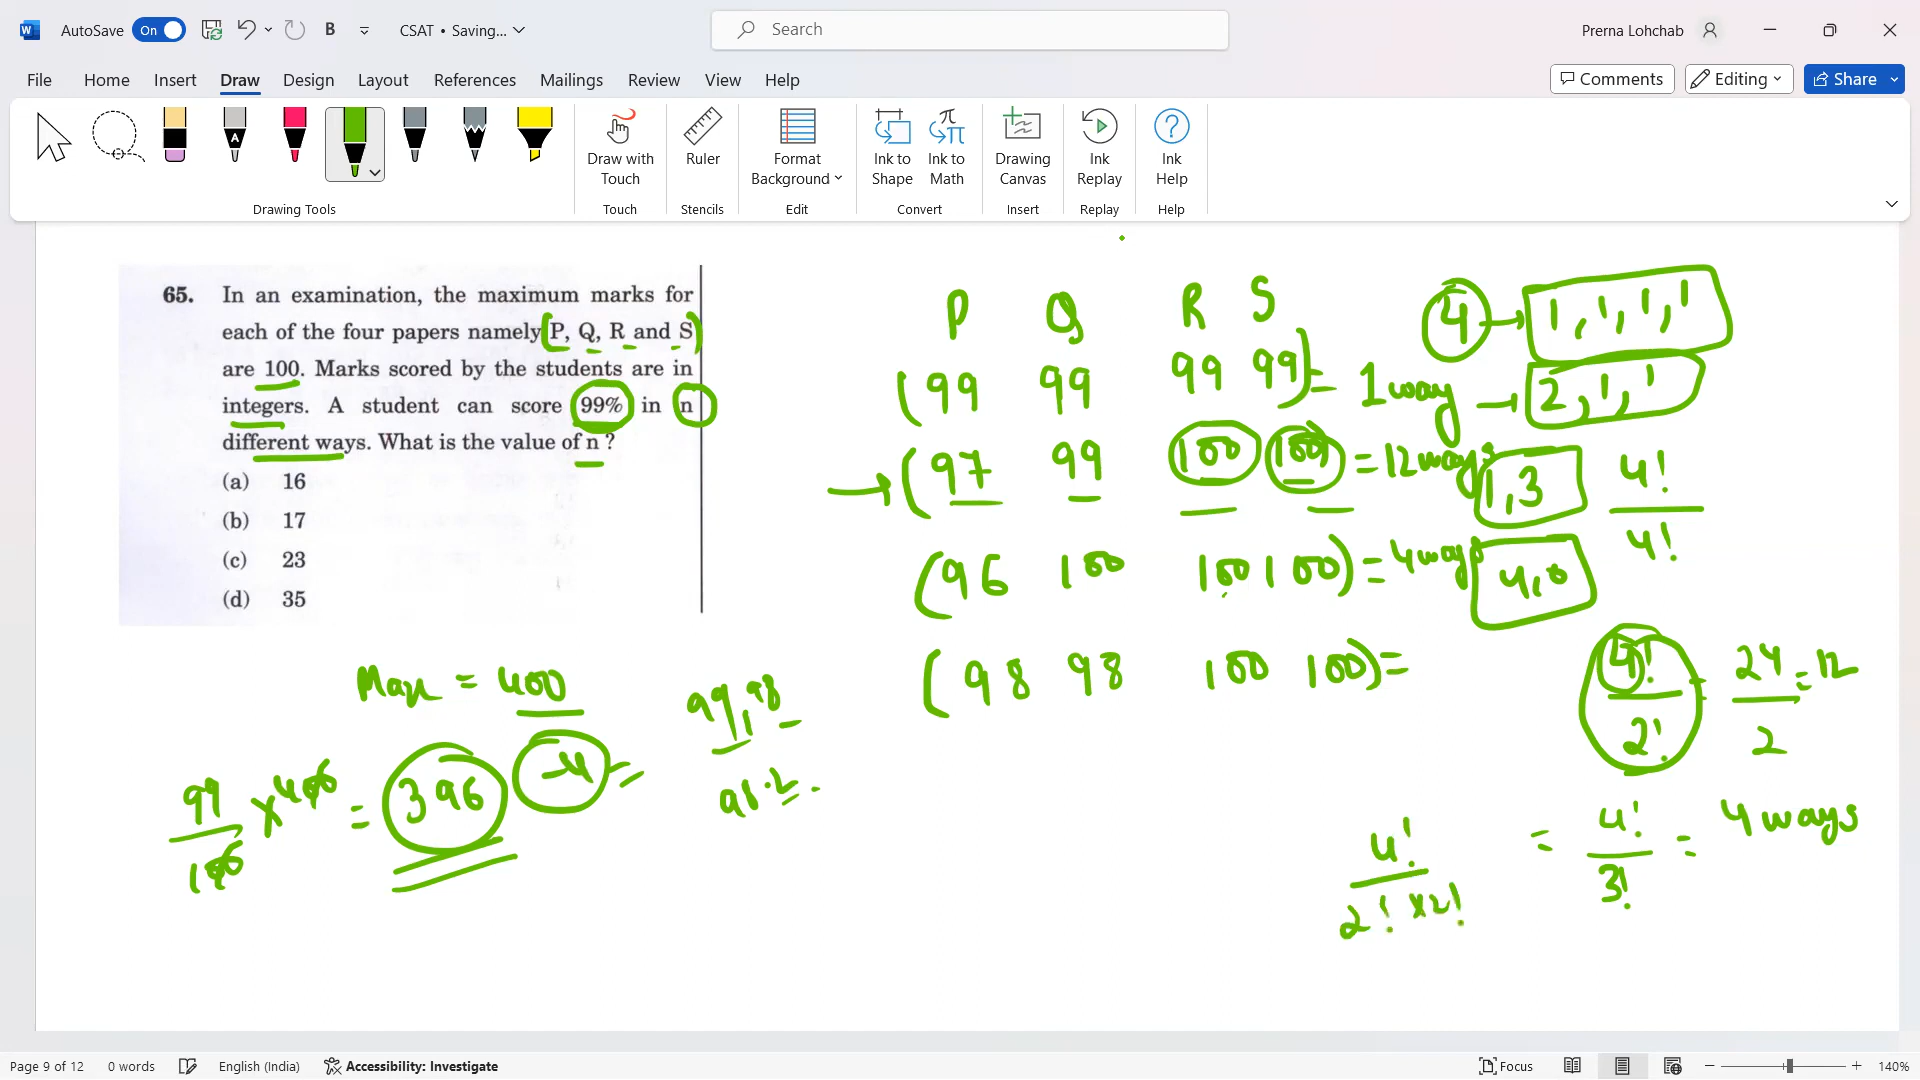 AutoSave On B CSAT • Saving... Search Prerna Lohchab
File Home Insert Draw Design Layout References Mailings Review View Help Comments Editing Share
Draw with Touch
Ruler
Format Background
Ink to Shape
Ink to Math
Drawing Canvas
Ink Replay
Ink Help
Drawing Tools Touch Stencils Edit Convert Insert Replay Help
65. In an examination, the maximum marks for
each of the four papers namely P, Q, R and S
are 100. Marks scored by the students are in
integers. A student can score 99% in n
different ways. What is the value of n ?
(a) 16
(b) 17
(c) 23
(d) 35
P Q R S
(99 99 99 99) = 1 way
(97 99 100 100) = 12 ways
(96 100 100 100) = 4 ways
(98 98 100 100) =
4 → 1, 1, 1, 1
→ 2, 1, 1
1, 3
4, 0
4!
4!
4!
2!
= 24
2
= 12
= 4!
3!
= 4 ways
4!
2! × 2!
Max = 400
99
100
× 400 = 396
-4 =
99, 98
98.2.
Page 9 of 12 0 words English (India) Accessibility: Investigate Focus 140%